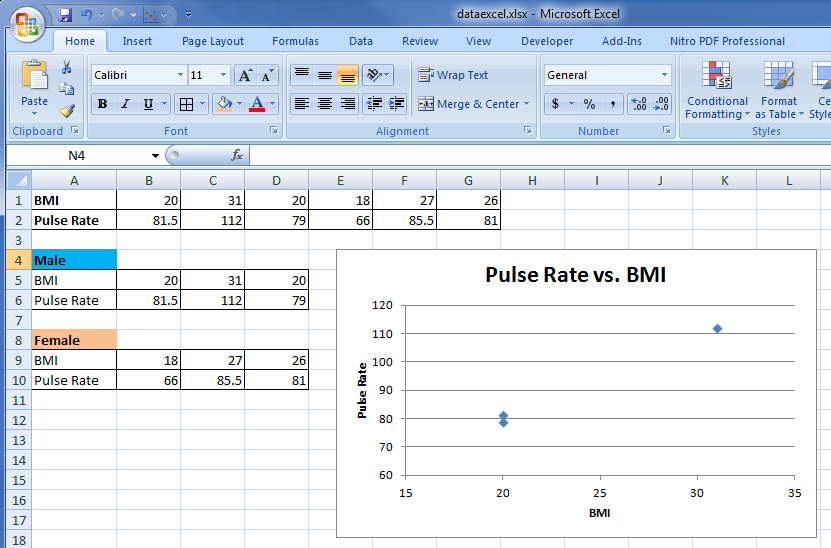 dataexcel.xlsx - Microsoft Excel
Home Insert Page Layout Formulas Data Review View Developer Add-Ins Nitro PDF Professional
Paste
Calibri 11 A A
B I U A
Wrap Text
Merge & Center
General
$ % , .0 .00 .00 .0
Conditional Formatting
Format as Table
Ce
Style
Clipboard Font Alignment Number Styles
N4 fx
A B C D E F G H I J K L
1 BMI 20 31 20 18 27 26
2 Pulse Rate 81.5 112 79 66 85.5 81
3
4 Male
5 BMI 20 31 20
6 Pulse Rate 81.5 112 79
7
8 Female
9 BMI 18 27 26
10 Pulse Rate 66 85.5 81
11
12
13
14
15
16
17
18
Pulse Rate vs. BMI
Pulse Rate
120
110
100
90
80
70
60
15 20 25 30 35
BMI